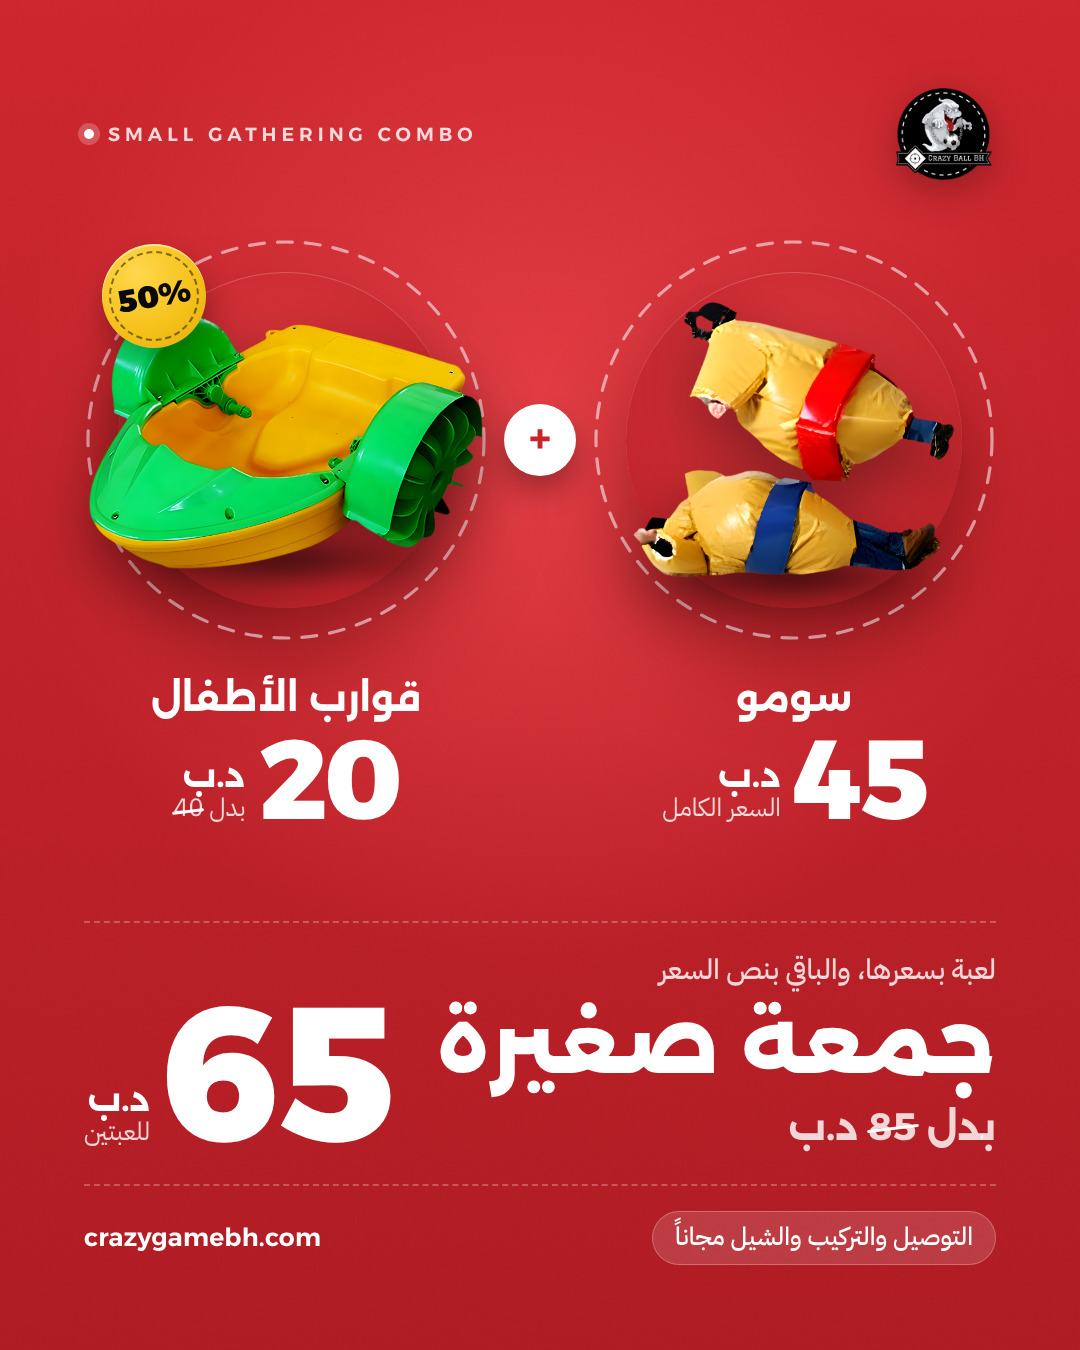 SMALL GATHERING COMBO
CRAZY BALL BH
50%
+
سومو
45 د.ب
السعر الكامل
قوارب الأطفال
20 د.ب
بدل 40
لعبة بسعرها، والباقي بنص السعر
جمعة صغيرة
بدل 85 د.ب
65 د.ب
للعبتين
التوصيل والتركيب والشيل مجاناً
crazygamebh.com